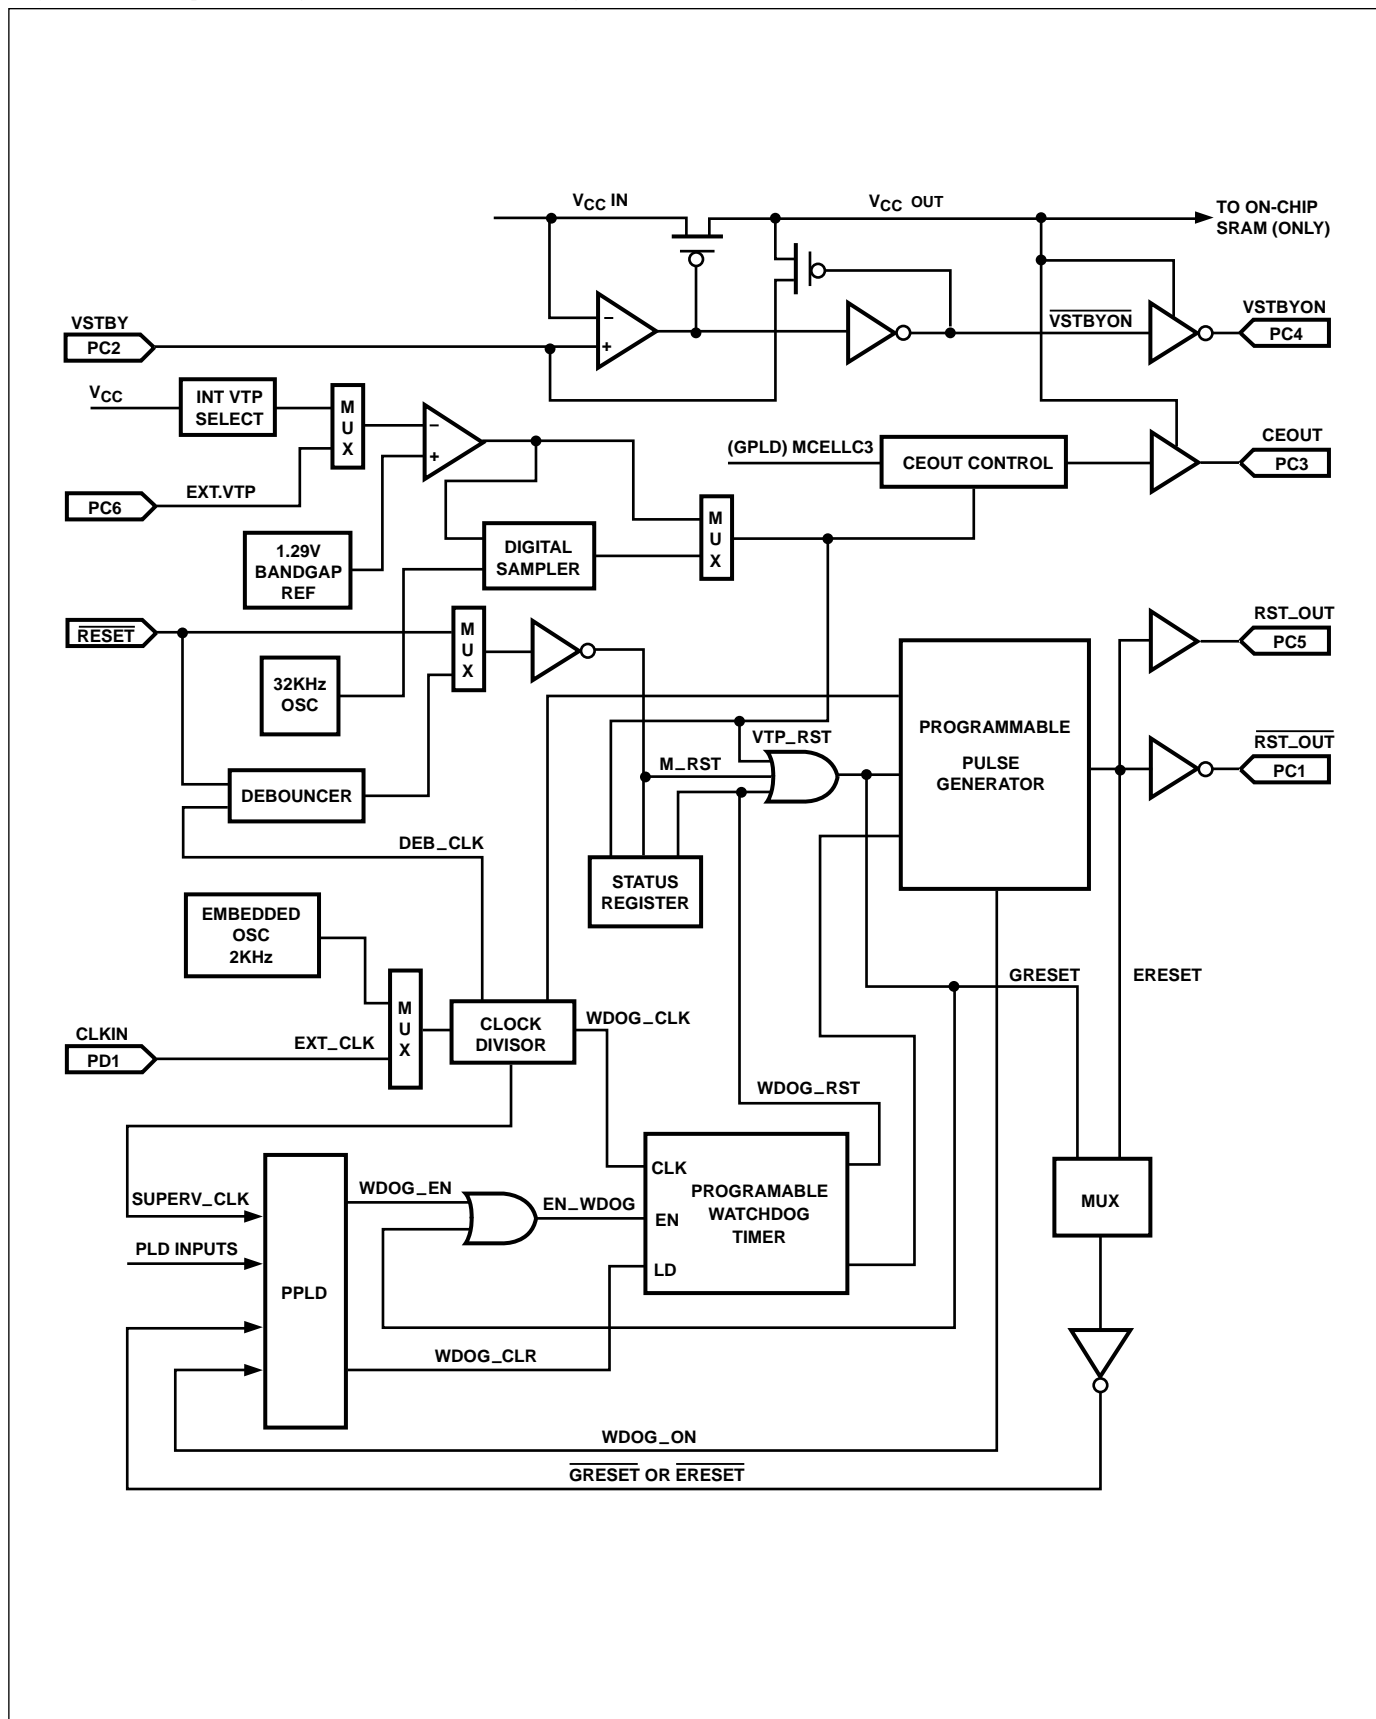 V_CC IN
V_CC OUT
TO ON-CHIP
SRAM (ONLY)
VSTBY
PC2
−
+
VSTBYON
VSTBYON
PC4
V_CC
INT VTP
SELECT
MUX
−
+
(GPLD) MCELLC3
CEOUT CONTROL
CEOUT
PC3
PC6
EXT.VTP
1.29V
BANDGAP
REF
DIGITAL
SAMPLER
MUX
RESET
MUX
32KHz
OSC
RST_OUT
PC5
PROGRAMMABLE
PULSE
GENERATOR
VTP_RST
M_RST
RST_OUT
PC1
DEBOUNCER
DEB_CLK
STATUS
REGISTER
EMBEDDED
OSC
2KHz
MUX
GRESET
ERESET
CLKIN
PD1
EXT_CLK
CLOCK
DIVISOR
WDOG_CLK
WDOG_RST
SUPERV_CLK
WDOG_EN
EN_WDOG
CLK
EN
LD
PROGRAMABLE
WATCHDOG
TIMER
MUX
PLD INPUTS
PPLD
WDOG_CLR
WDOG_ON
GRESET OR ERESET